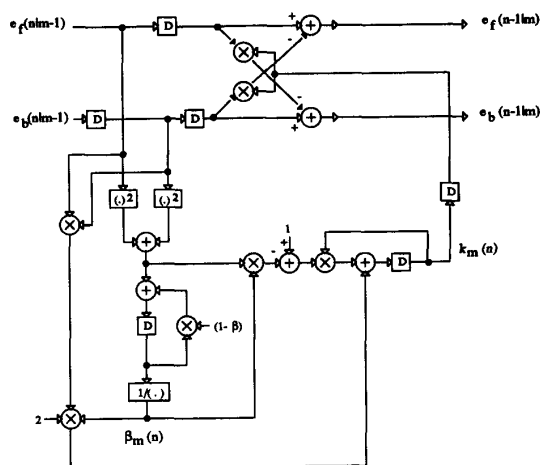 e_f(n|m-1) D + e_f(n-1|m)
-
-
e_b(n|m-1) D D + e_b(n-1|m)
(.)² (.)² D
1
+ - + D k_m(n)
D (1- β)
1/( . )
2
β_m(n)